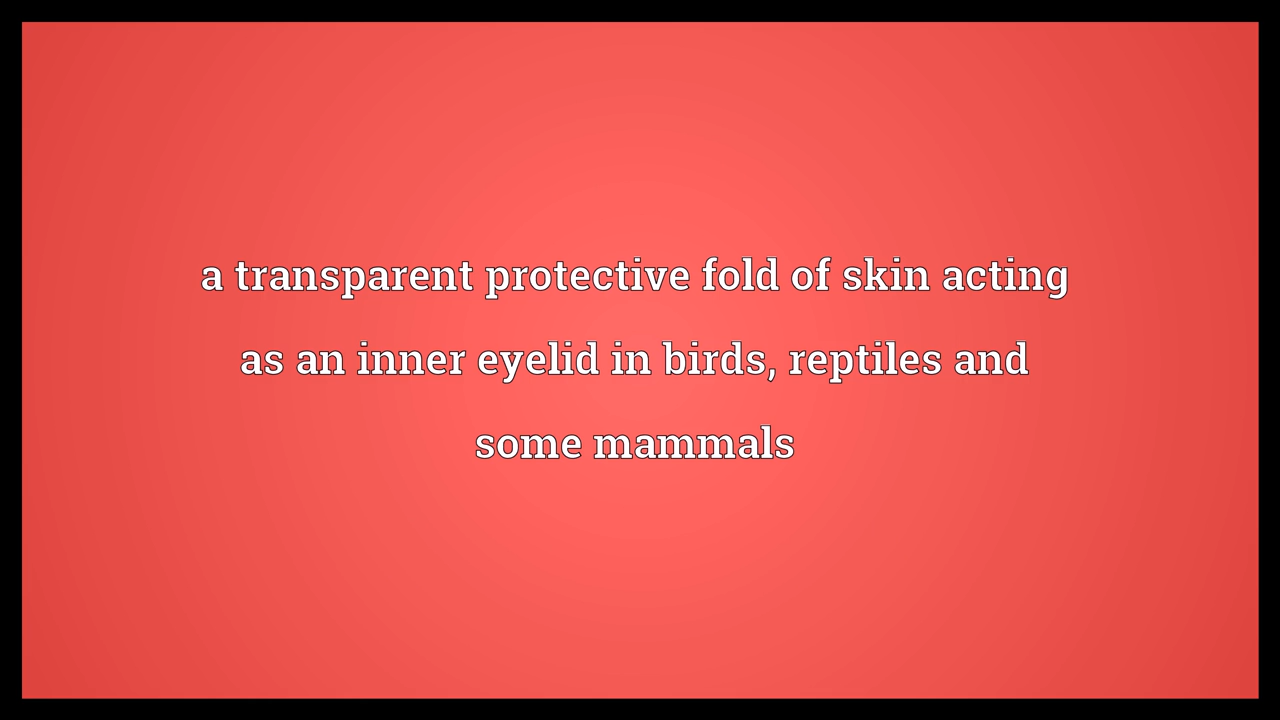 a transparent protective fold of skin acting
as an inner eyelid in birds, reptiles and
some mammals